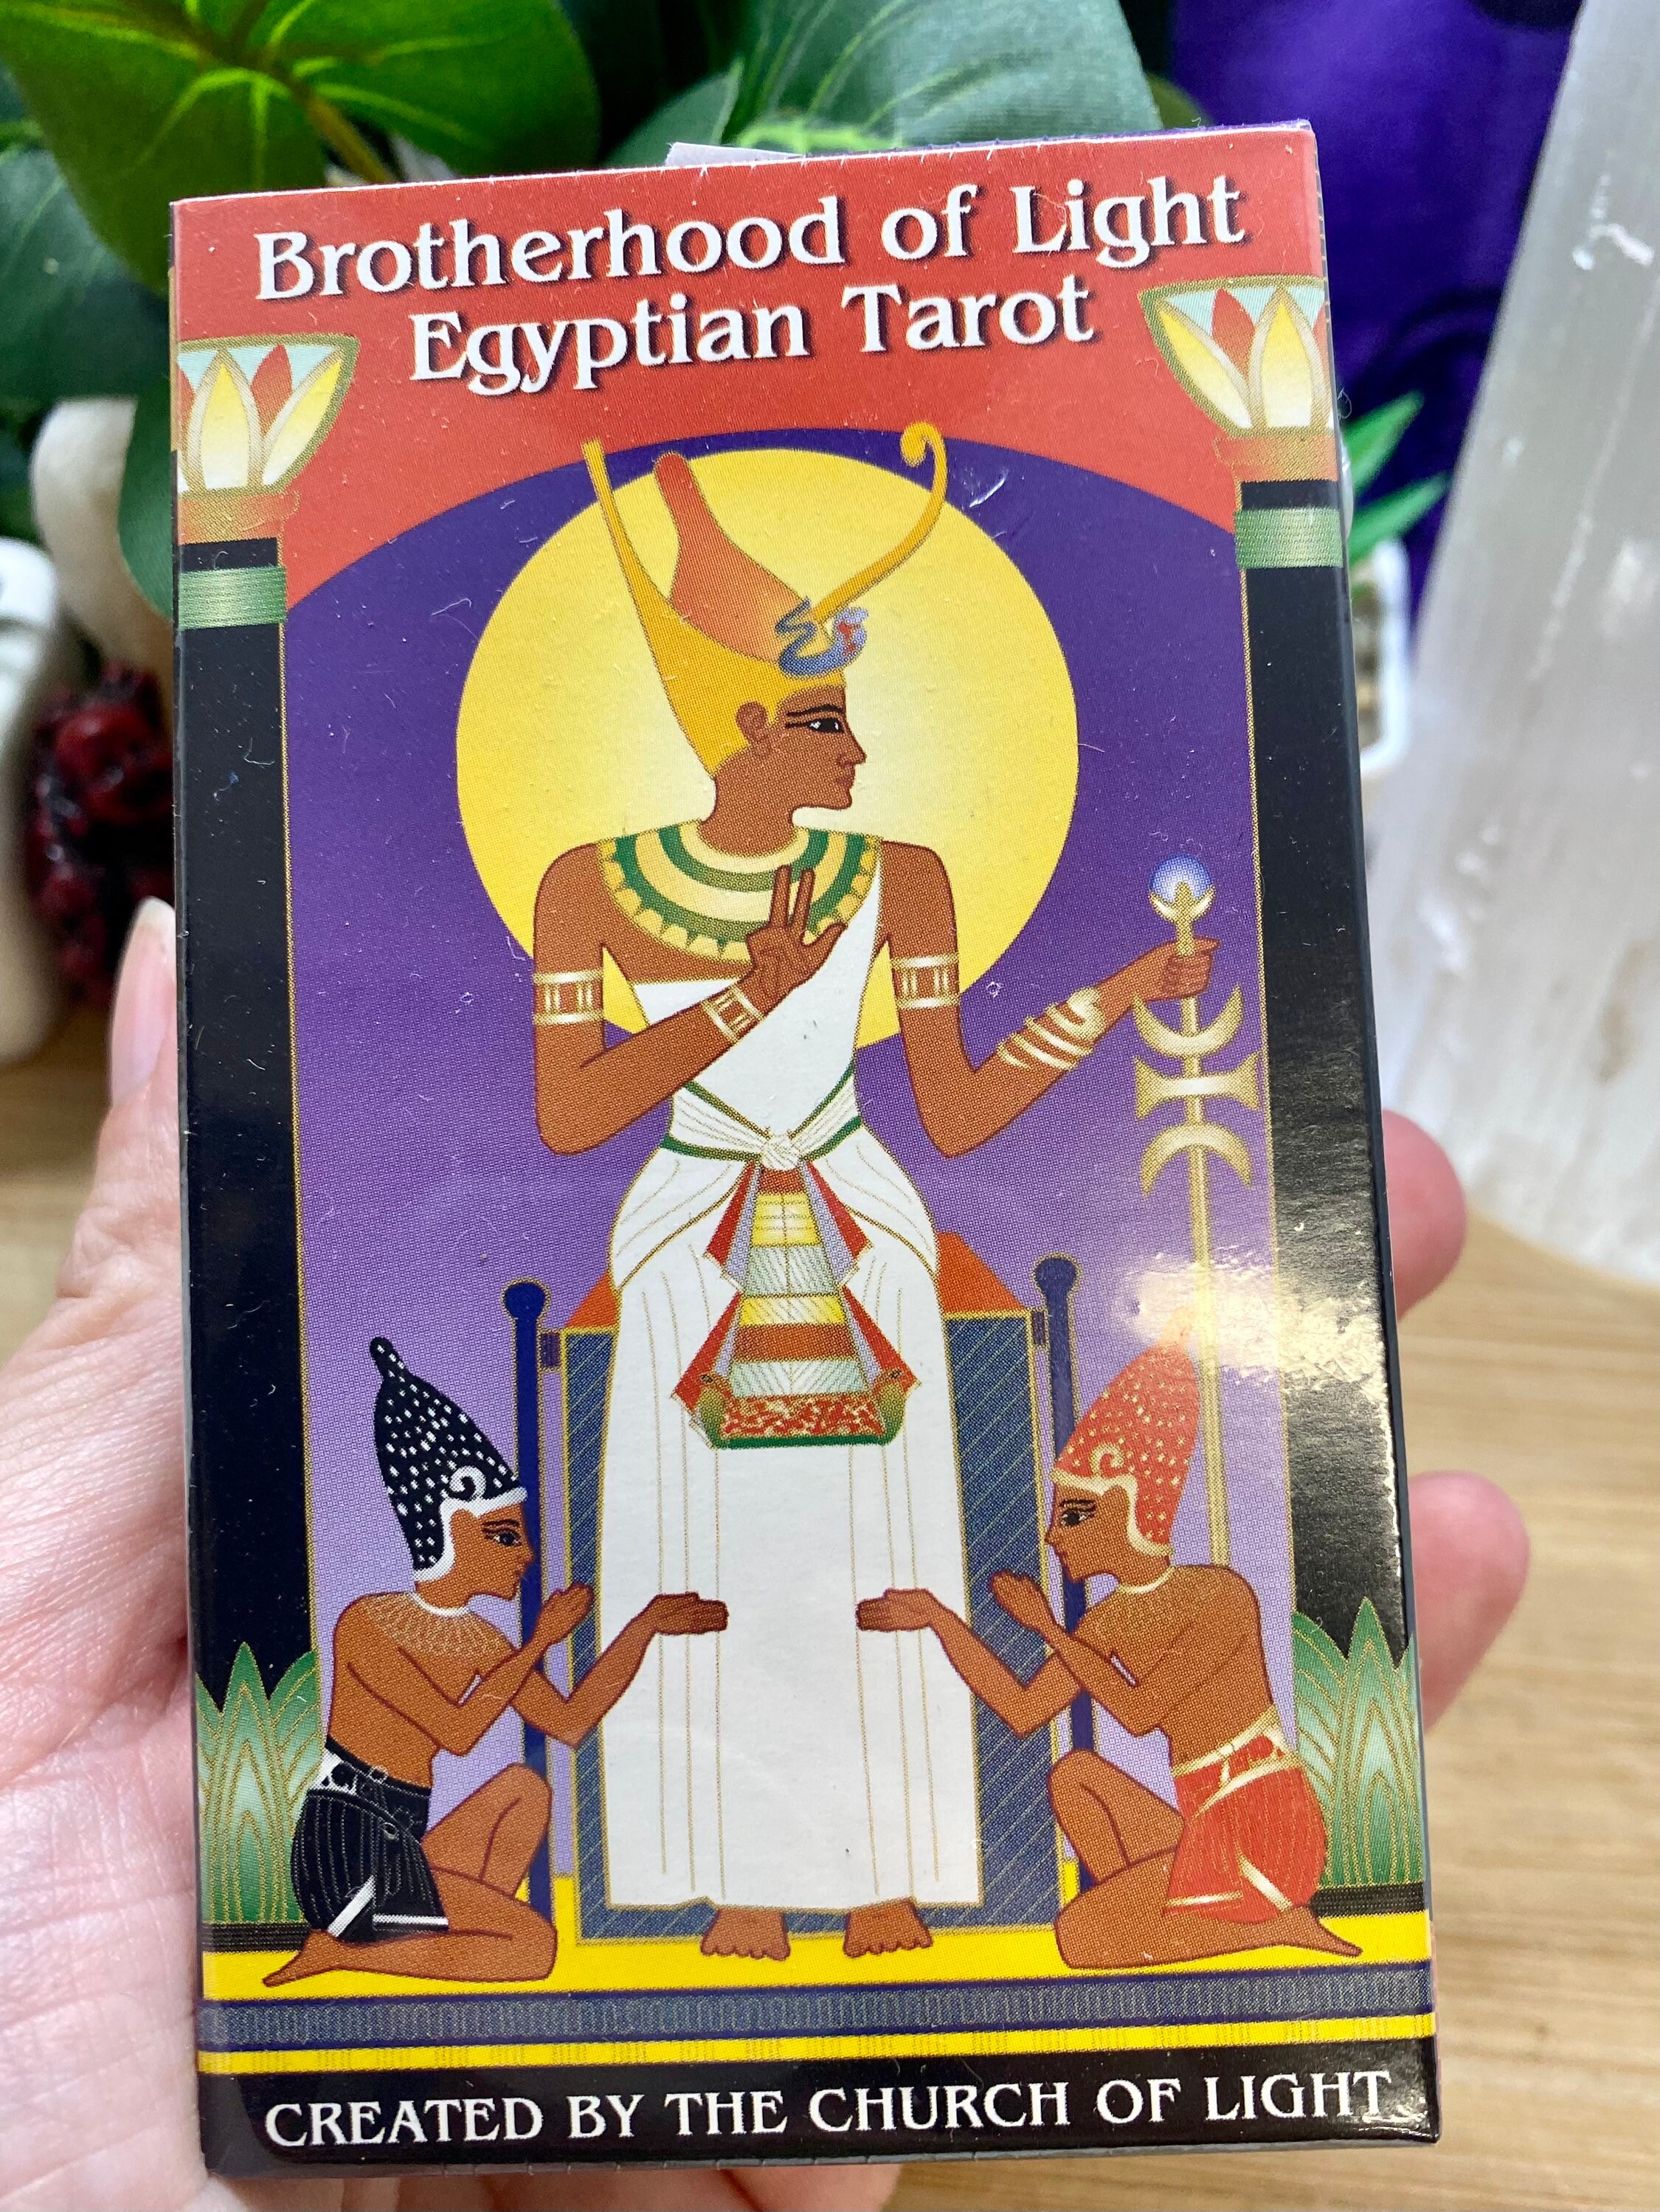 Brotherhood of Light
Egyptian Tarot
CREATED BY THE CHURCH OF LIGHT